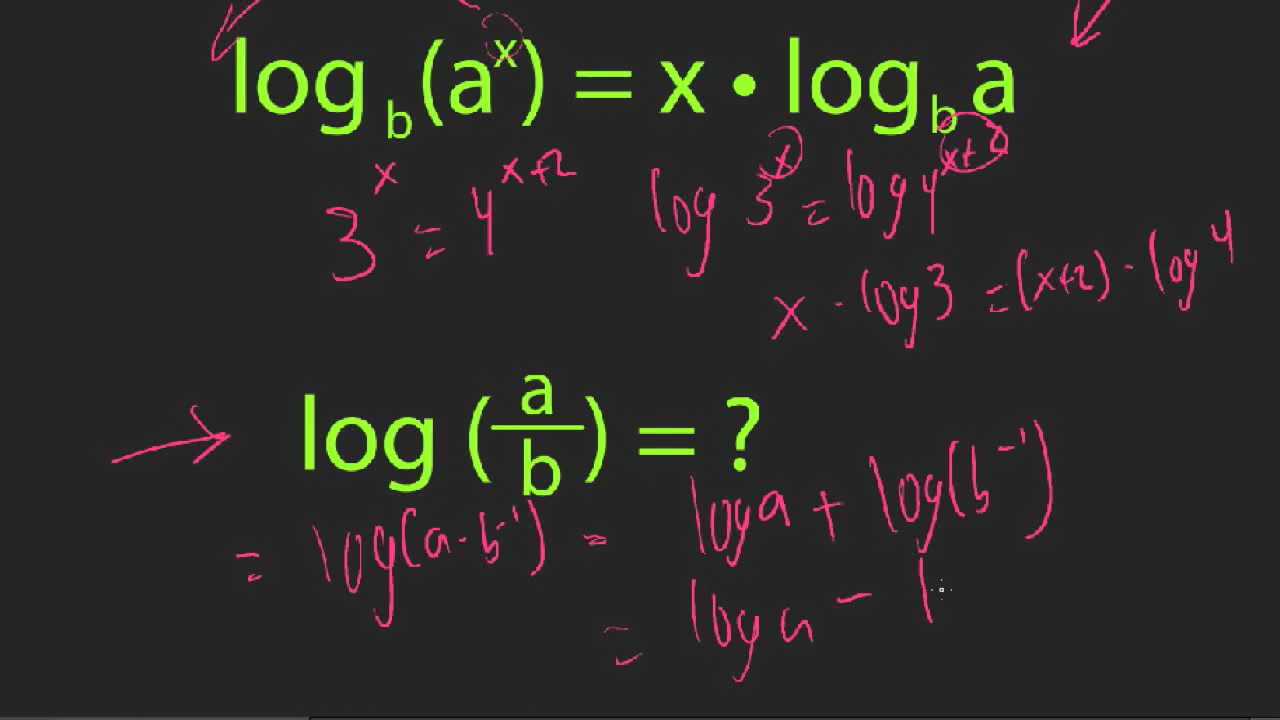 log_b (a^x) = x • log_b a
3^x = 4^(x+2)
log 3^x = log 4^(x+2)
x · log 3 = (x+2) · log 4
log (a/b) = ?
= log(a · b^-1) = log a + log(b^-1)
= log a - l